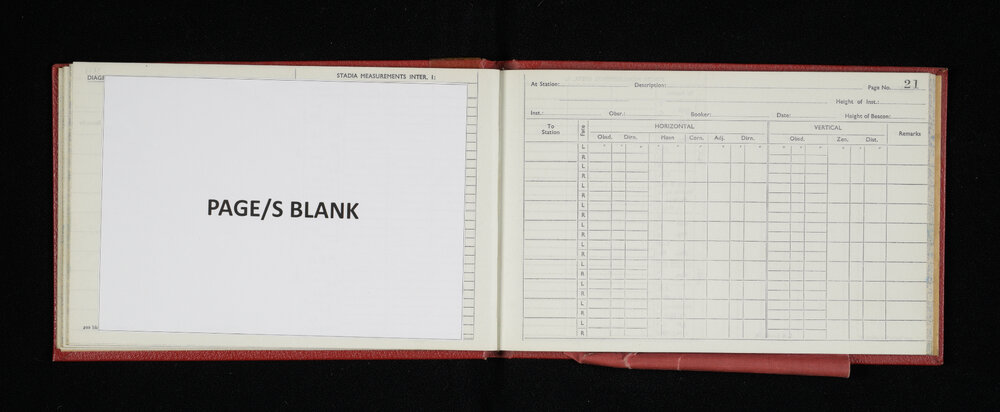 DIAGR
STADIA MEASUREMENTS INTER. 1:
PAGE/S BLANK
At Station: Description: Page No. 21
Height of Inst.:
Inst.: Obsr.: Booker: Date: Height of Beacon:
To Station Face HORIZONTAL VERTICAL Remarks
Obsd. Dirn. Mean Corn. Adj. Dirn. Obsd. Zen. Dist.
L
R
L
R
L
R
L
R
L
R
L
R
L
R
L
R
L
R
L
R